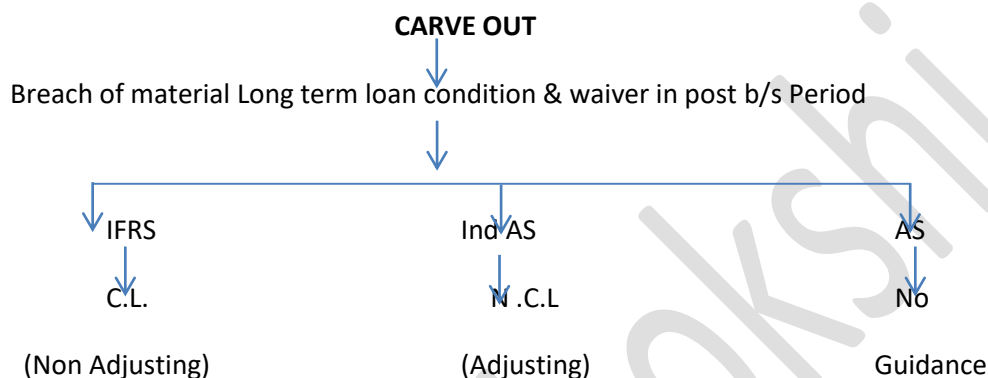 CARVE OUT
Breach of material Long term loan condition & waiver in post b/s Period
IFRS Ind AS AS
C.L. N .C.L No
(Non Adjusting) (Adjusting) Guidance